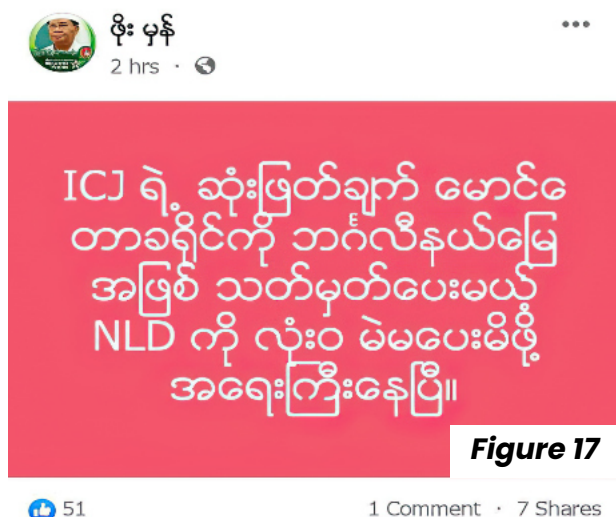 ဖိုး မှန်
2 hrs ·
ICJ ရဲ့ ဆုံးဖြတ်ချက် မောင်တေ
ာခရိုင်ကို ဘင်္ဂလီနယ်မြေ
အဖြစ် သတ်မှတ်ပေးမယ့်
NLD ကို လုံးဝ မဲမပေးမိဖို့
အရေးကြီးနေပြီ။
Figure 17
51
1 Comment · 7 Shares